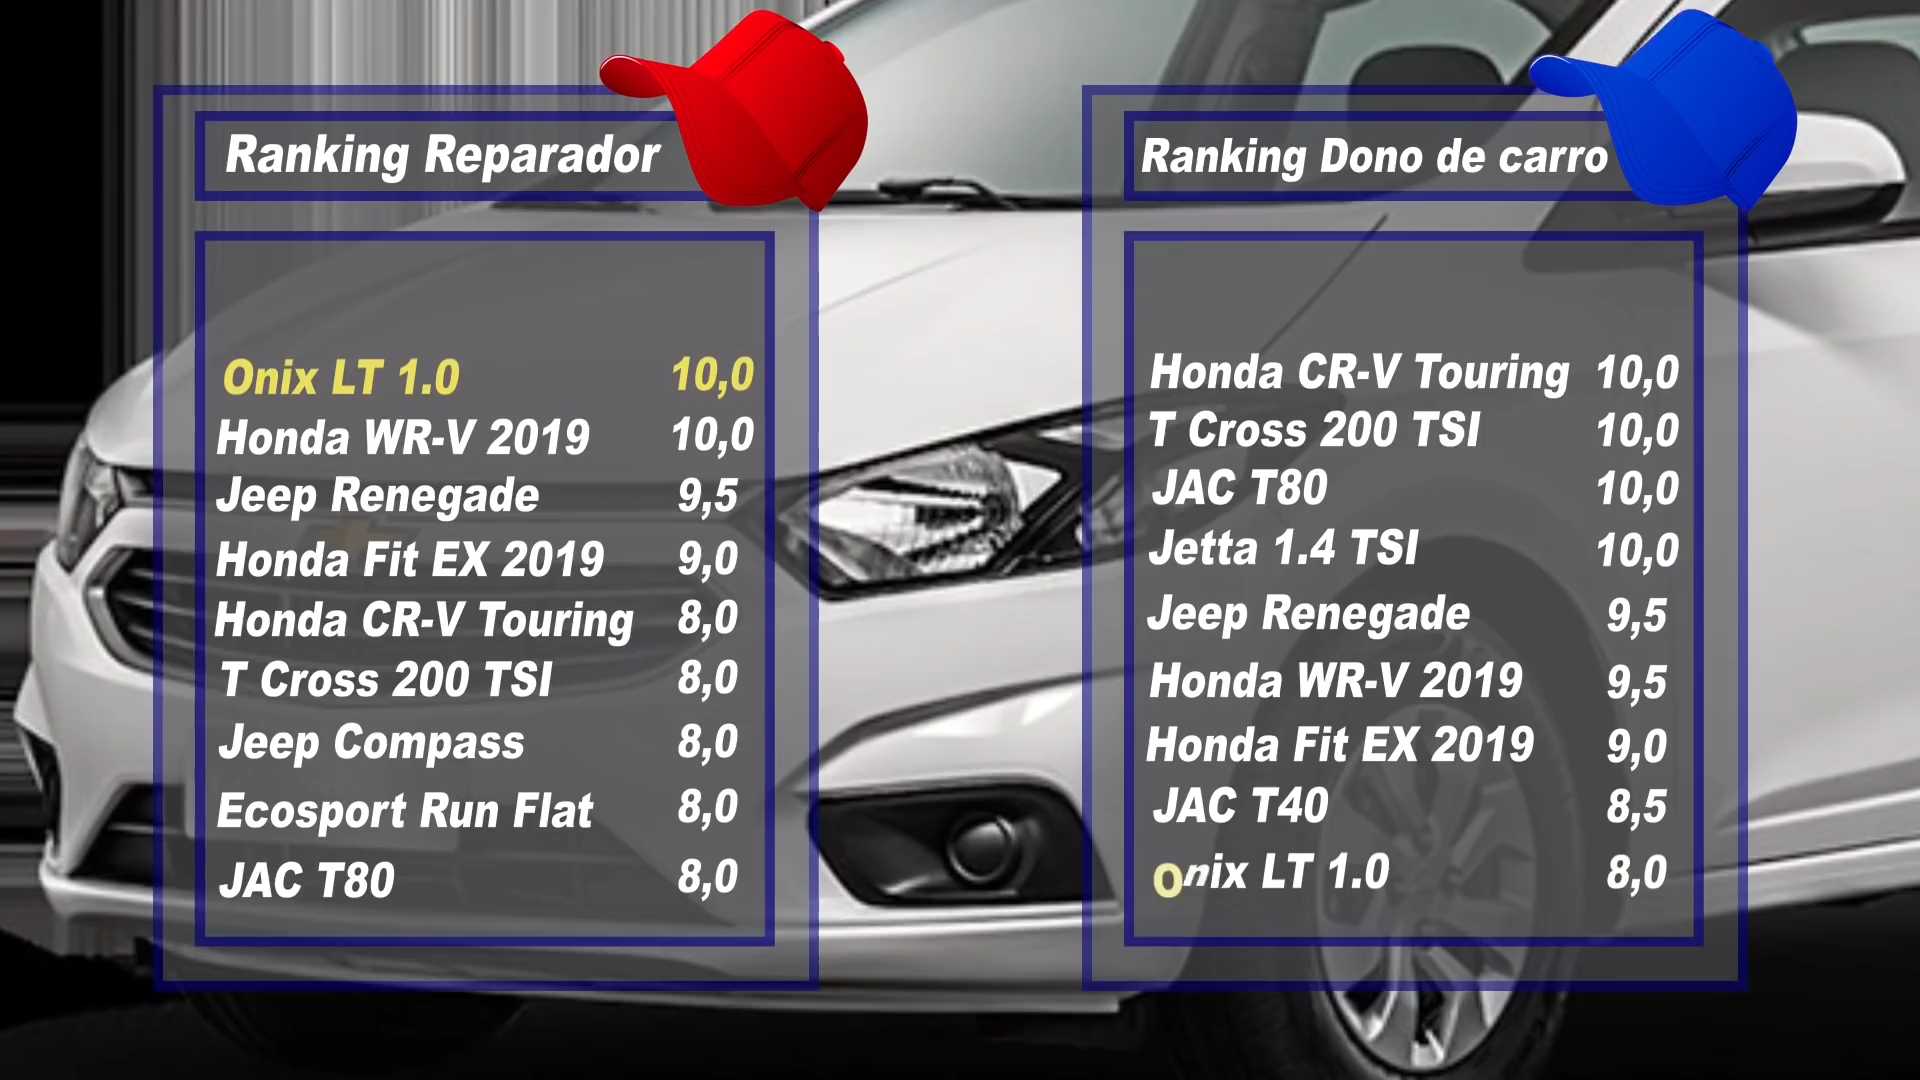 Ranking Reparador
Onix LT 1.0 10,0
Honda WR-V 2019 10,0
Jeep Renegade 9,5
Honda Fit EX 2019 9,0
Honda CR-V Touring 8,0
T Cross 200 TSI 8,0
Jeep Compass 8,0
Ecosport Run Flat 8,0
JAC T80 8,0
Ranking Dono de carro
Honda CR-V Touring 10,0
T Cross 200 TSI 10,0
JAC T80 10,0
Jetta 1.4 TSI 10,0
Jeep Renegade 9,5
Honda WR-V 2019 9,5
Honda Fit EX 2019 9,0
JAC T40 8,5
onix LT 1.0 8,0